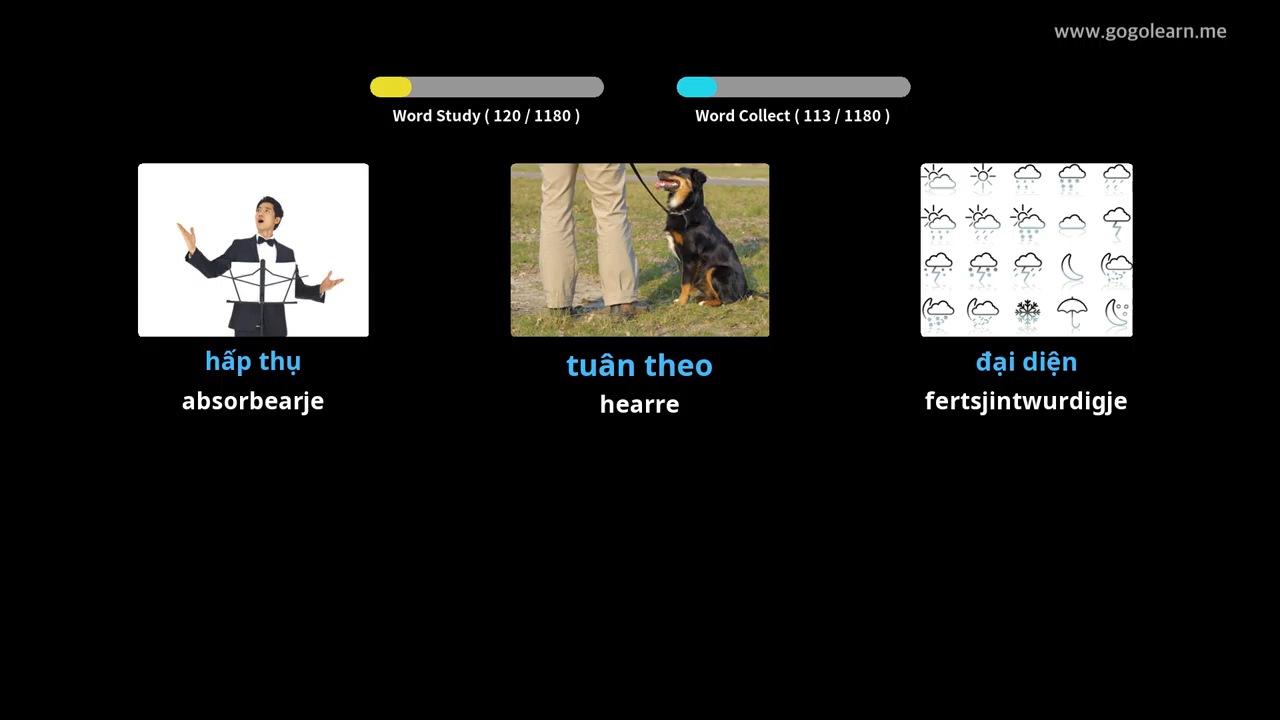 www.gogolearn.me
Word Study ( 120 / 1180 )
Word Collect ( 113 / 1180 )
hấp thụ
absorbearje
tuân theo
hearre
đại diện
fertsjintwurdigje